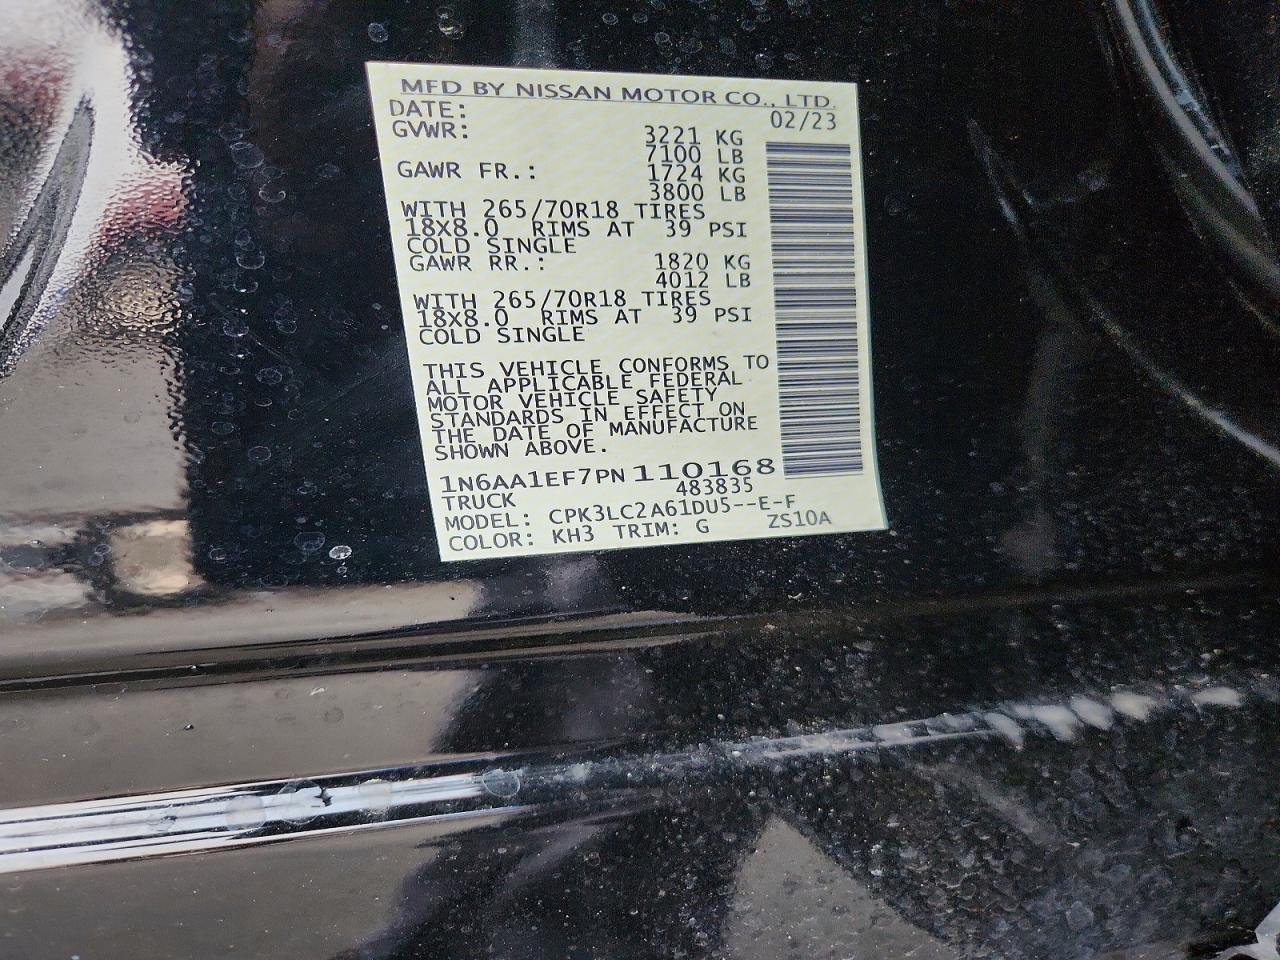 MFD BY NISSAN MOTOR CO., LTD.
DATE: 02/23
GVWR: 3221 KG
7100 LB
GAWR FR.: 1724 KG
3800 LB
WITH 265/70R18 TIRES
18X8.0 RIMS AT 39 PSI
COLD SINGLE
GAWR RR.: 1820 KG
4012 LB
WITH 265/70R18 TIRES
18X8.0 RIMS AT 39 PSI
COLD SINGLE
THIS VEHICLE CONFORMS TO
ALL APPLICABLE FEDERAL
MOTOR VEHICLE SAFETY
STANDARDS IN EFFECT ON
THE DATE OF MANUFACTURE
SHOWN ABOVE.
1N6AA1EF7PN110168
TRUCK 483835
MODEL: CPK3LC2A61DU5--E-F
COLOR: KH3 TRIM: G ZS10A